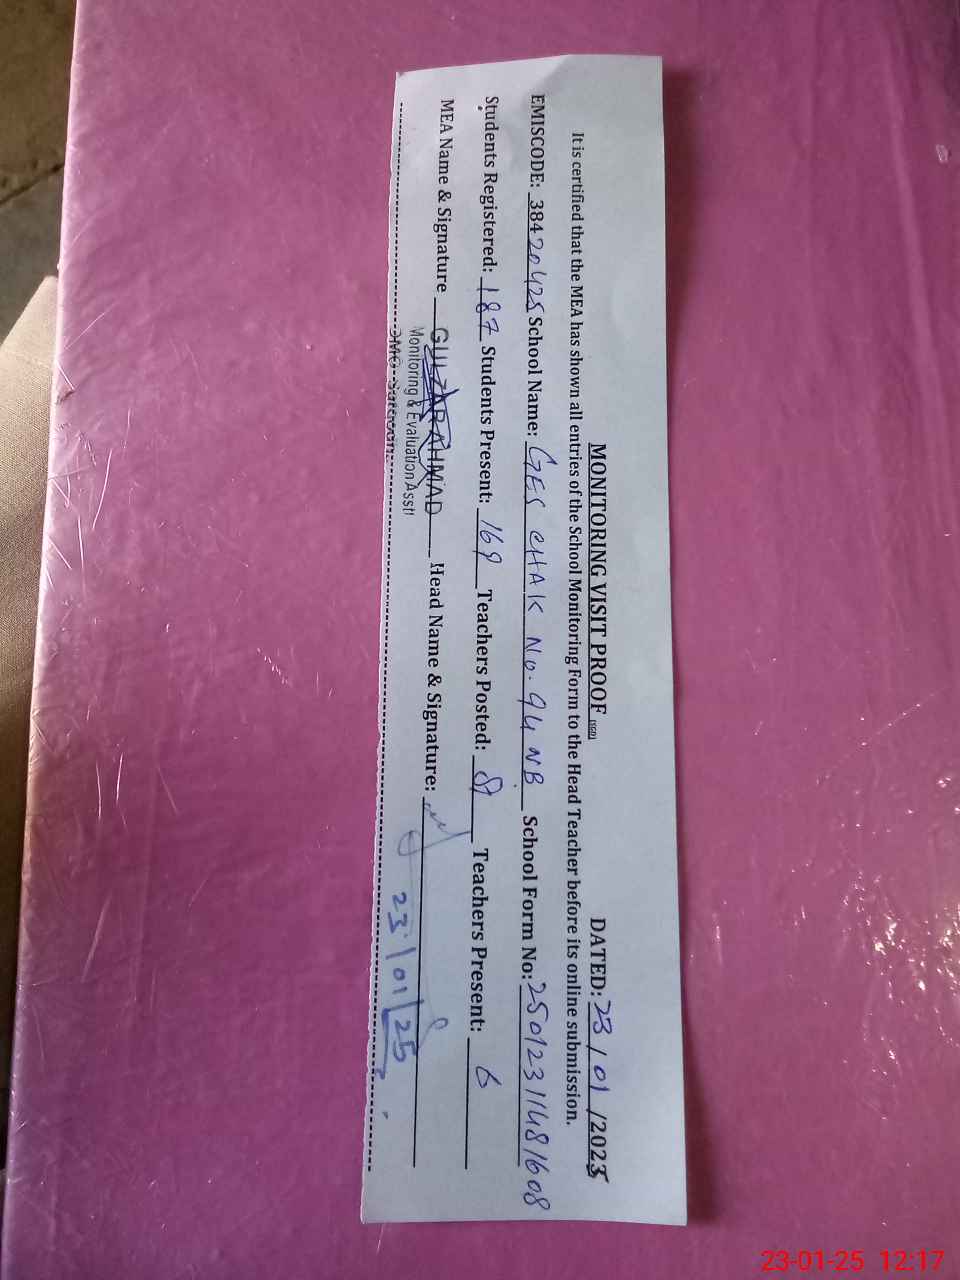 MONITORING VISIT PROOF DATED: 23/01/2025
It is certified that the MEA has shown all entries of the School Monitoring Form to the Head Teacher before its online submission.
EMISCODE: 38420425 School Name: GES CHAK No. 94 NB School Form No: 25012311481608
Students Registered: 187 Students Present: 169 Teachers Posted: 8 Teachers Present: 6
MEA Name & Signature GULZAR AHMAD Head Name & Signature:
Monitoring & Evaluation Asstt
23/01/25
23-01-25 12:17